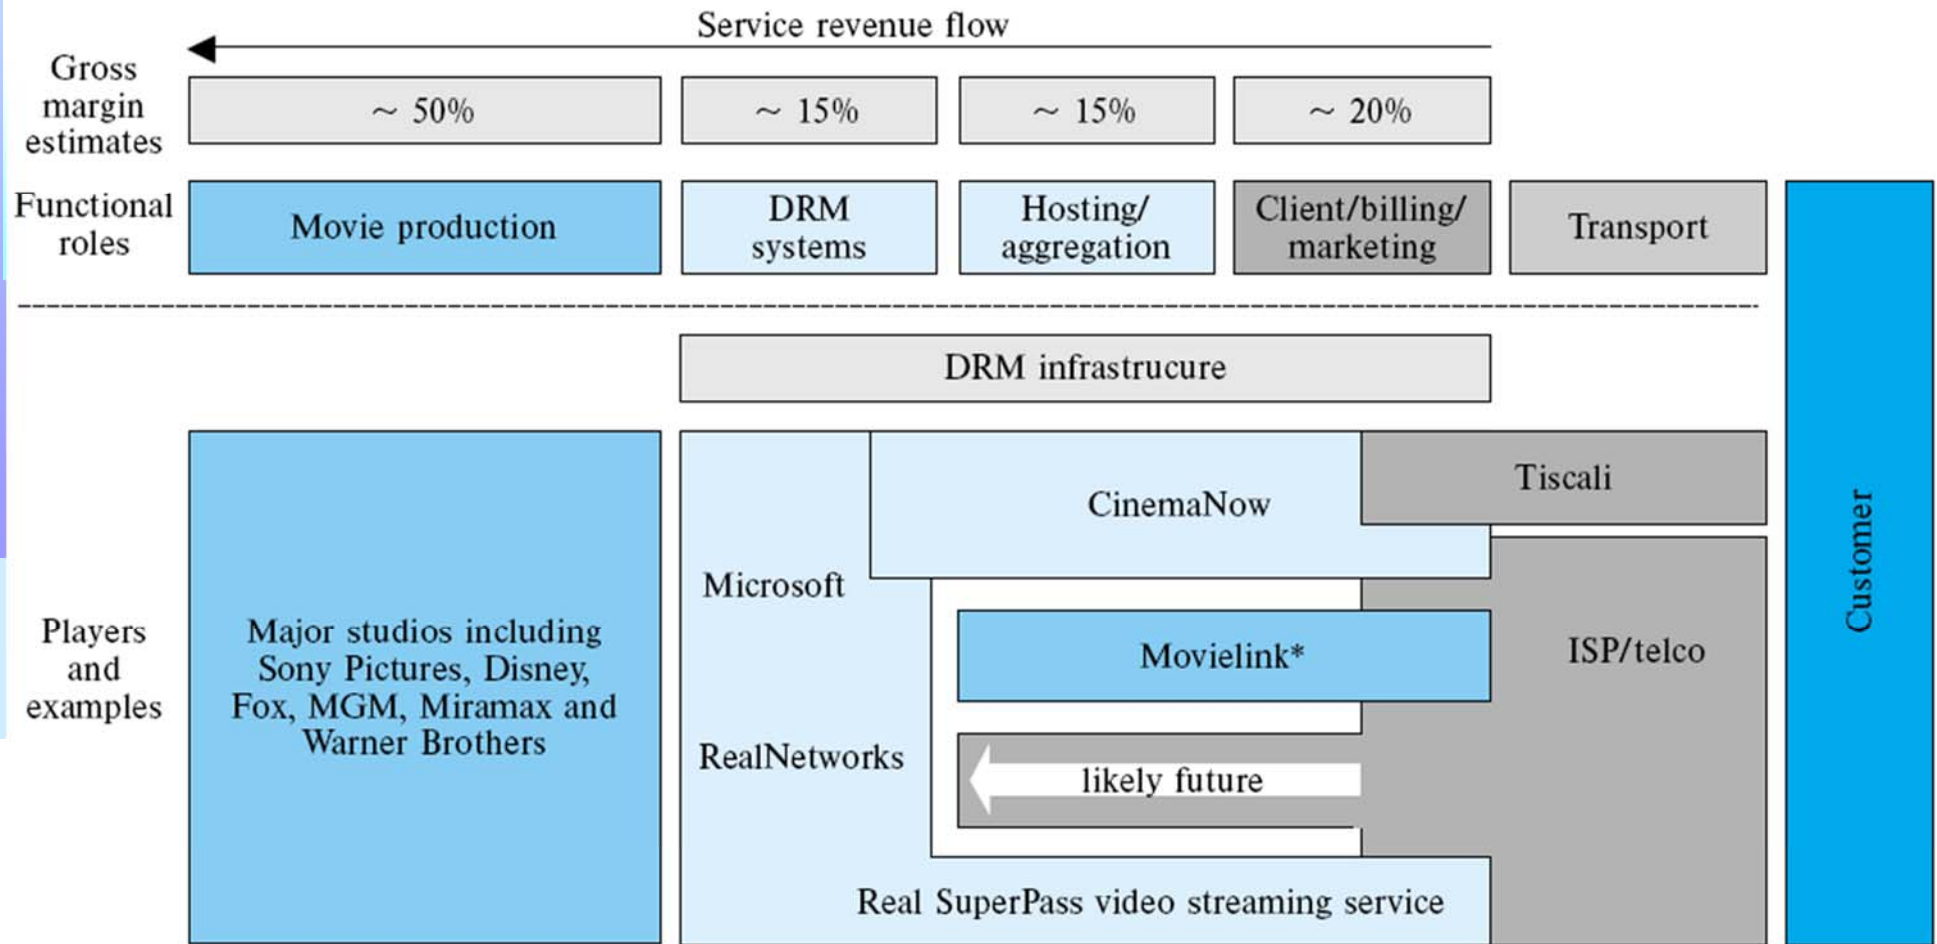 Service revenue flow
Gross
margin
estimates
~ 50%
~ 15%
~ 15%
~ 20%
Functional
roles
Movie production
DRM
systems
Hosting/
aggregation
Client/billing/
marketing
Transport
DRM infrastrucure
Players
and
examples
Major studios including
Sony Pictures, Disney,
Fox, MGM, Miramax and
Warner Brothers
Microsoft
RealNetworks
CinemaNow
Tiscali
Movielink*
ISP/telco
likely future
Real SuperPass video streaming service
Customer